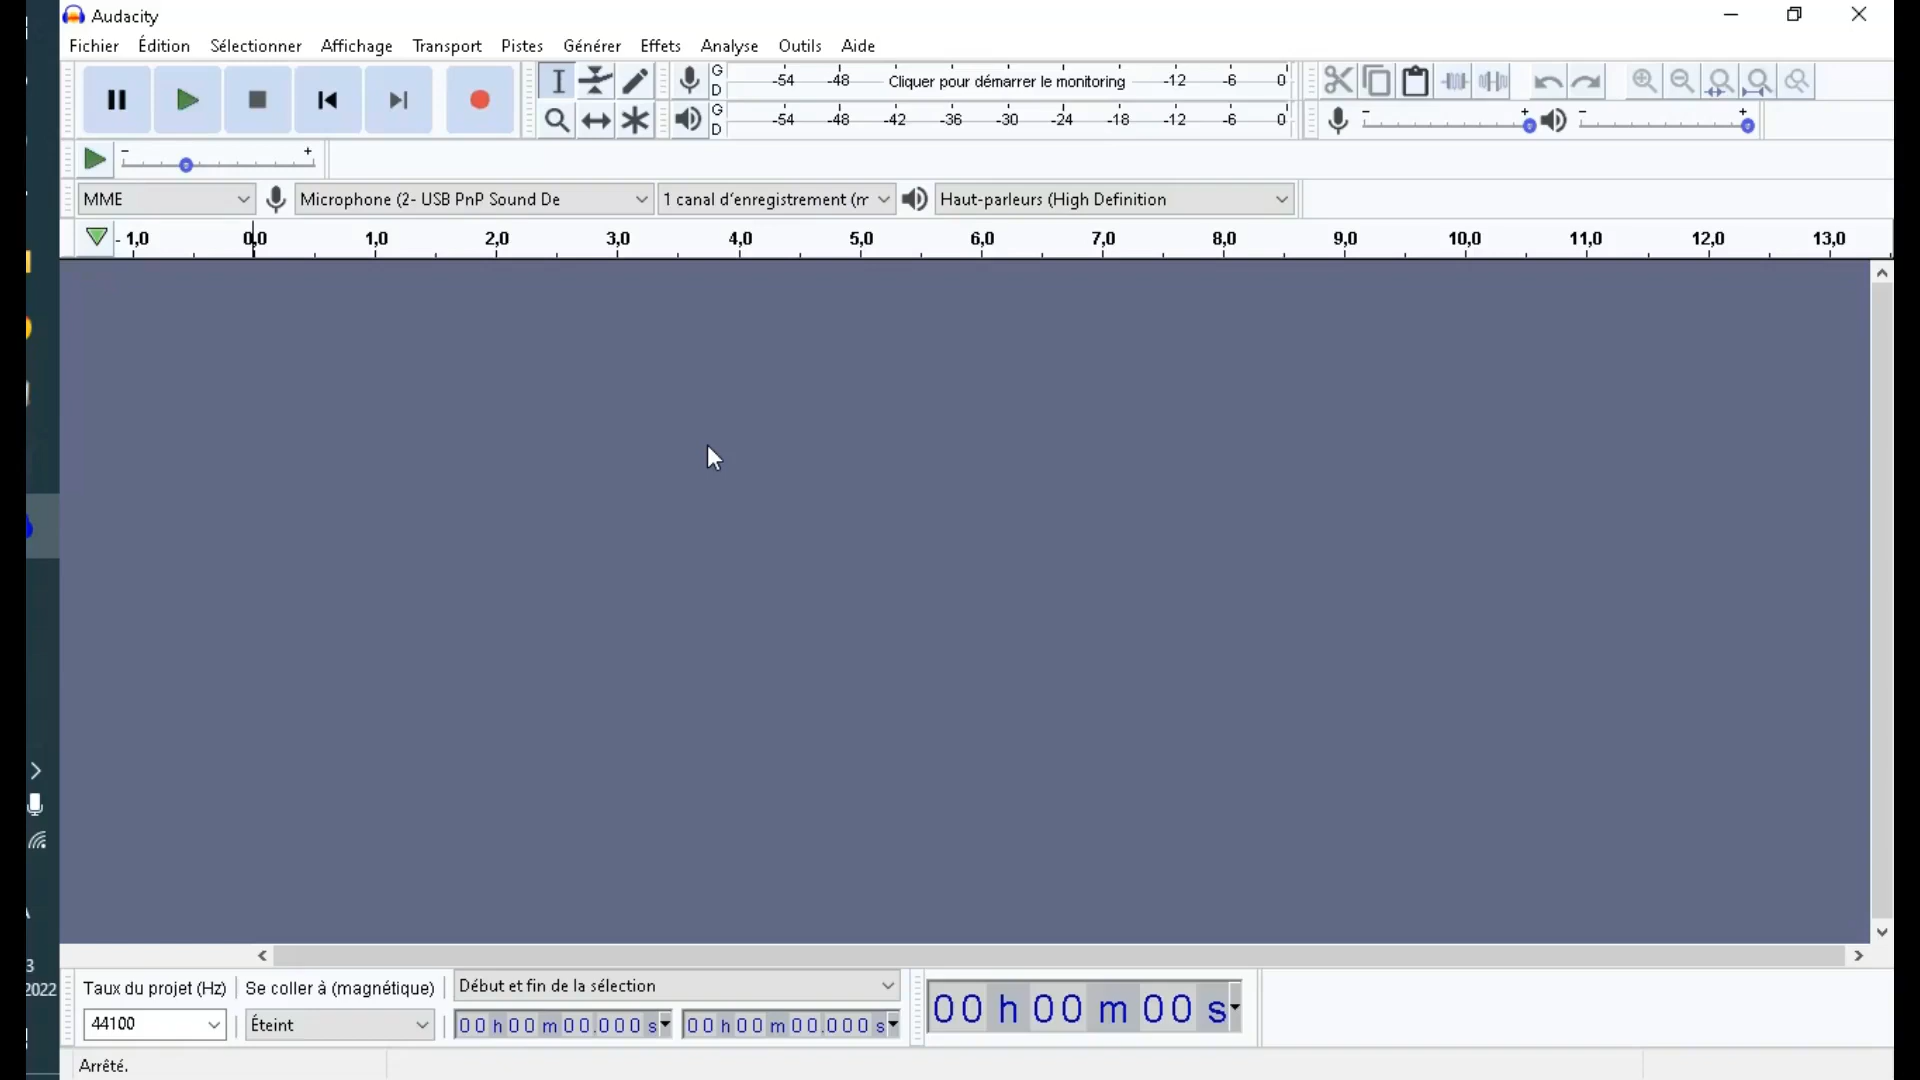 Audacity
Fichier Édition Sélectionner Affichage Transport Pistes Générer Effets Analyse Outils Aide
G D -54 -48 Cliquer pour démarrer le monitoring -12 -6 0
G D -54 -48 -42 -36 -30 -24 -18 -12 -6 0
- + - +
- +
MME Microphone (2- USB PnP Sound De 1 canal d'enregistrement (m Haut-parleurs (High Definition
- 1,0 0,0 1,0 2,0 3,0 4,0 5,0 6,0 7,0 8,0 9,0 10,0 11,0 12,0 13,0
3
2022
Taux du projet (Hz) Se coller à (magnétique) Début et fin de la sélection
44100 Éteint 00 h 00 m 00.000 s 00 h 00 m 00.000 s 00 h 00 m 00 s
Arrêté.